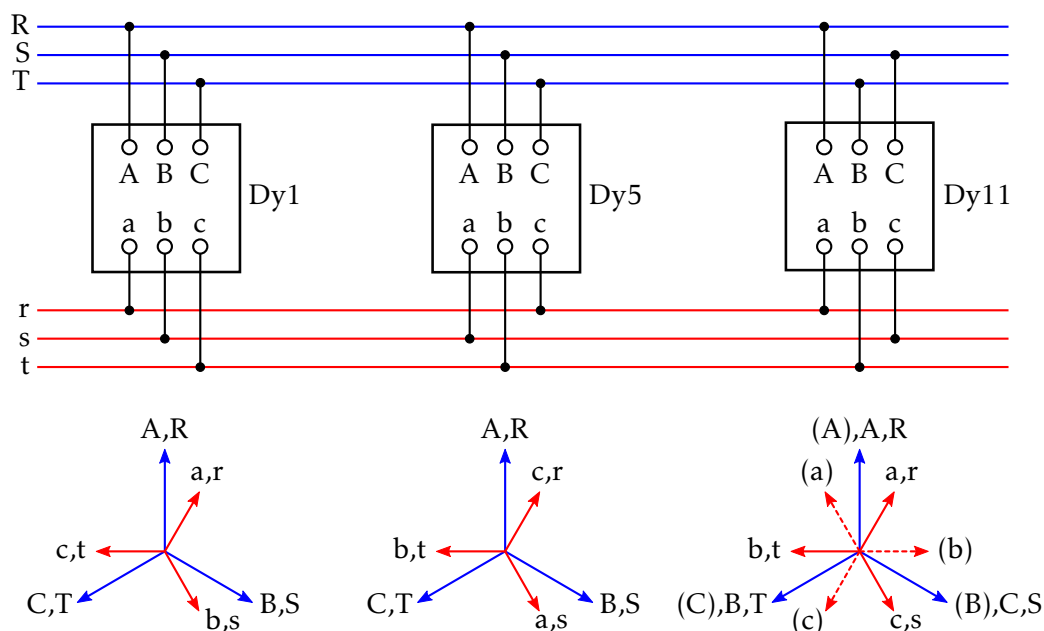 R
S
T
A B C
a b c
Dy1
A B C
a b c
Dy5
A B C
a b c
Dy11
r
s
t
A,R
a,r
c,t
C,T
b,s
B,S
A,R
c,r
b,t
C,T
a,s
B,S
(A),A,R
(a)
a,r
b,t
(b)
(C),B,T
(c)
c,s
(B),C,S